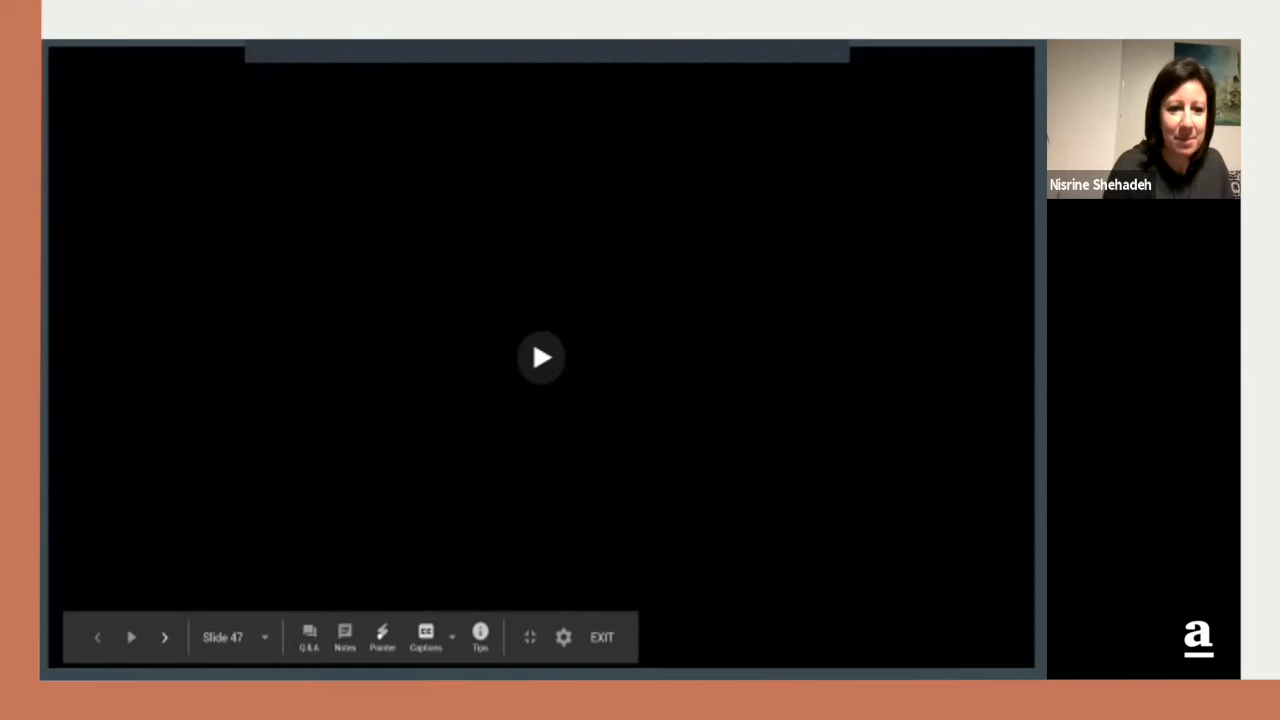 Nisrine Shehadeh
Slide 47
Q&A
Notes
Pointer
Captions
Tips
EXIT
a